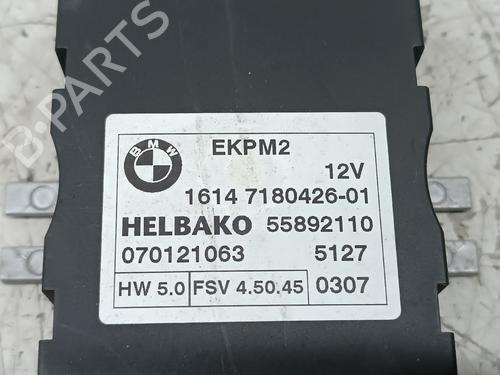 B-PARTS
BMW
EKPM2
12V
1614 7180426-01
HELBAKO 55892110
070121063 5127
HW 5.0 FSV 4.50.45 0307